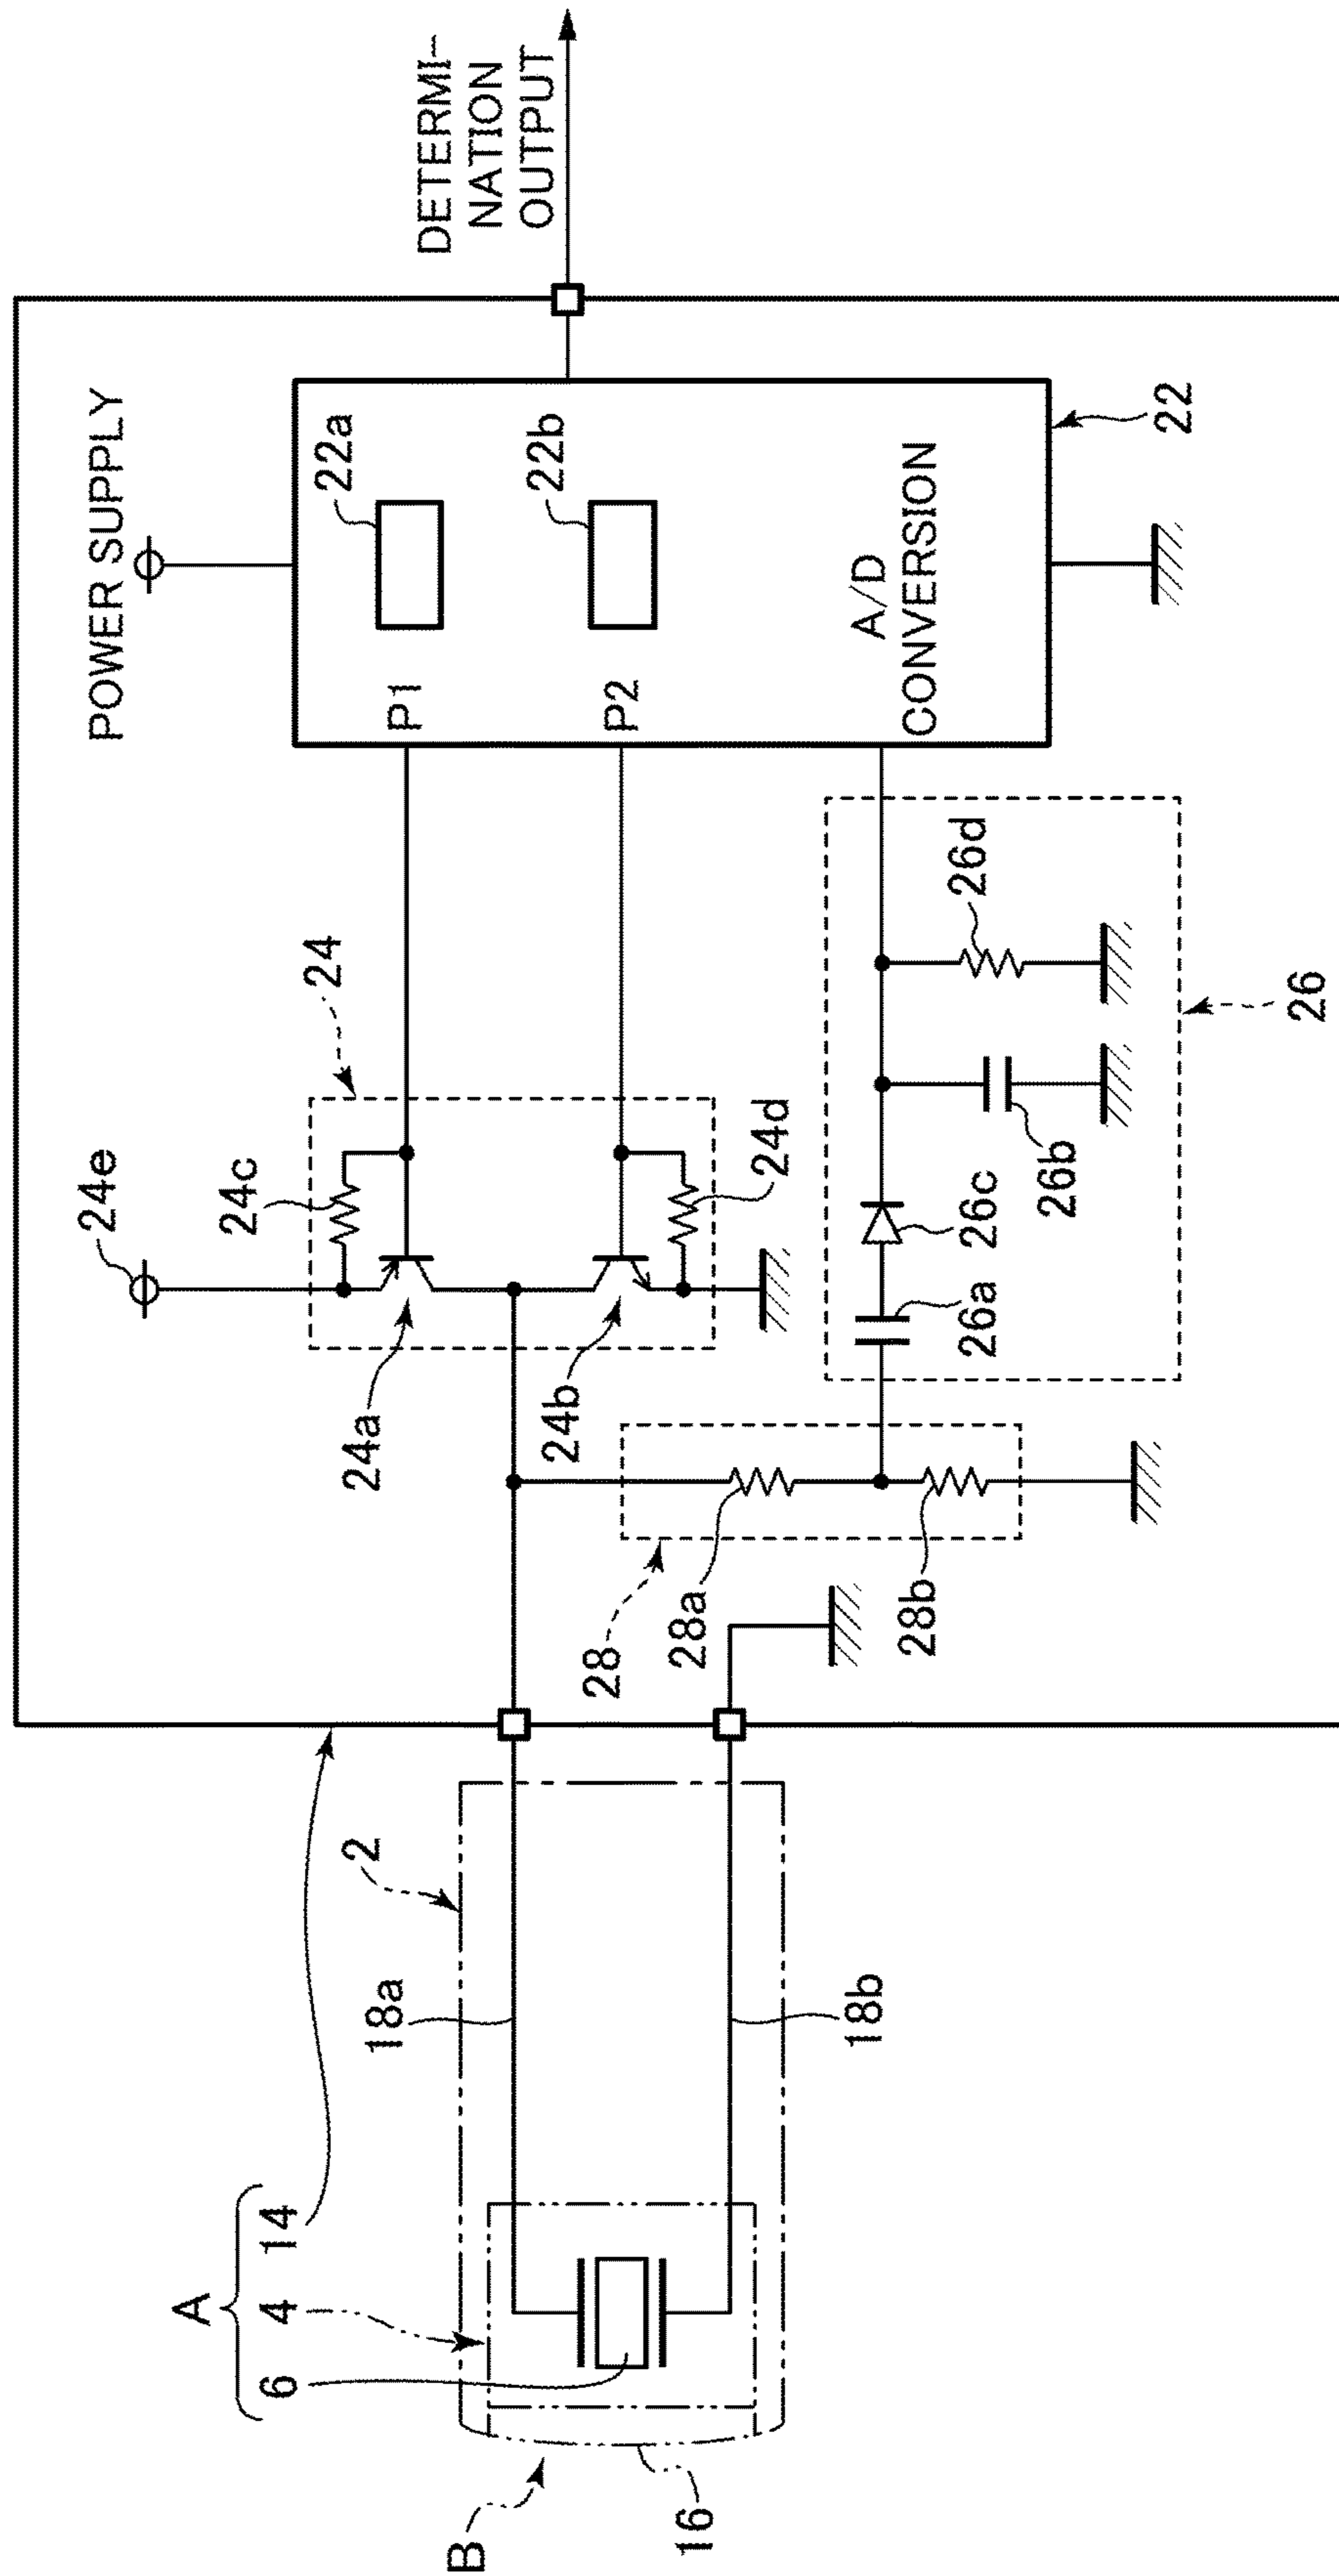 A
6
4
14
B
16
2
18a
18b
POWER SUPPLY
24e
24c
24
24a
24b
24d
28
28a
28b
26a
26c
26b
26d
26
P1
22a
P2
22b
A/D
CONVERSION
22
DETERMI-
NATION
OUTPUT